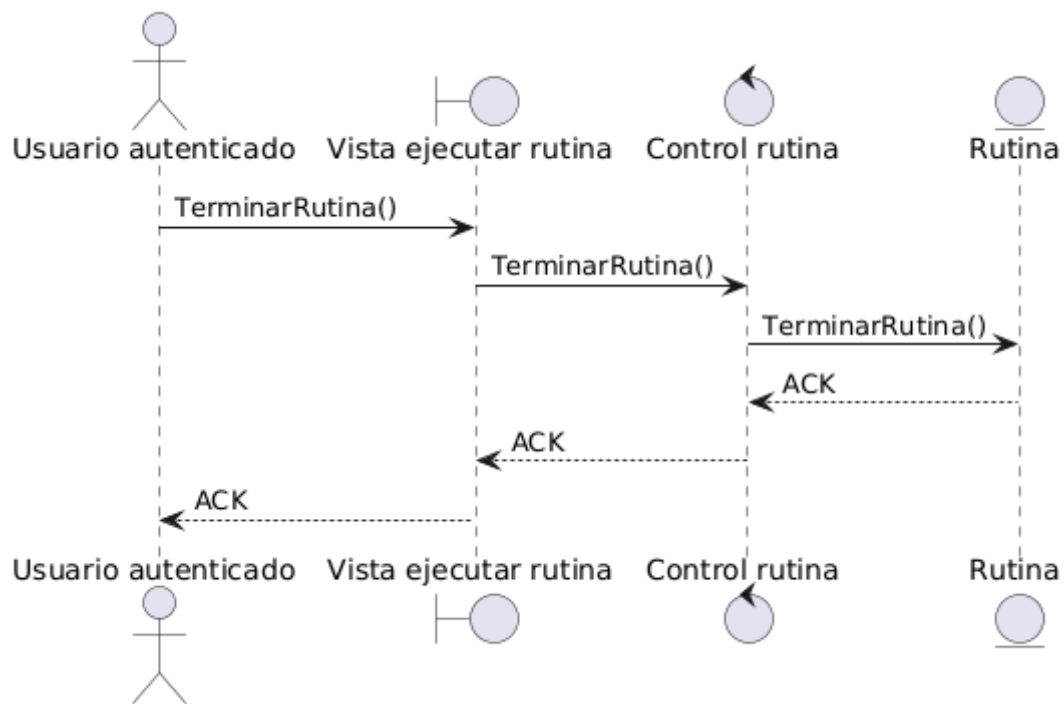 Usuario autenticado Vista ejecutar rutina Control rutina Rutina
TerminarRutina()
TerminarRutina()
TerminarRutina()
ACK
ACK
ACK
Usuario autenticado Vista ejecutar rutina Control rutina Rutina